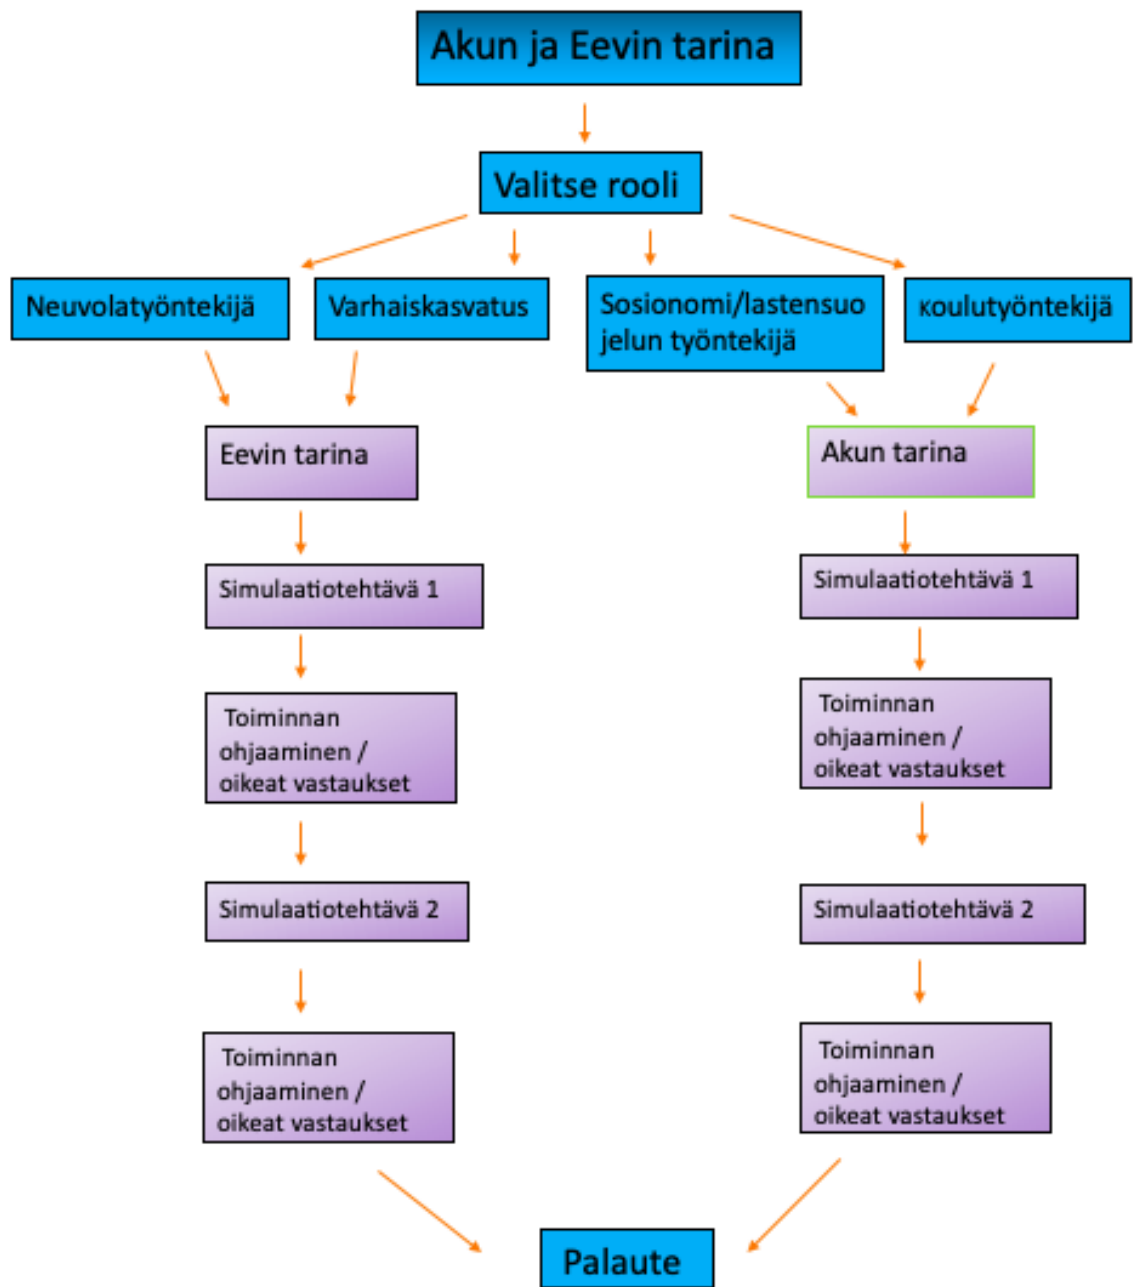 Akun ja Eevin tarina
Valitse rooli
Neuvolatyöntekijä
Varhaiskasvatus
Sosionomi/lastensuo
jelun työntekijä
koulutyöntekijä
Eevin tarina
Akun tarina
Simulaatiotehtävä 1
Simulaatiotehtävä 1
Toiminnan
ohjaaminen /
oikeat vastaukset
Toiminnan
ohjaaminen /
oikeat vastaukset
Simulaatiotehtävä 2
Simulaatiotehtävä 2
Toiminnan
ohjaaminen /
oikeat vastaukset
Toiminnan
ohjaaminen /
oikeat vastaukset
Palaute